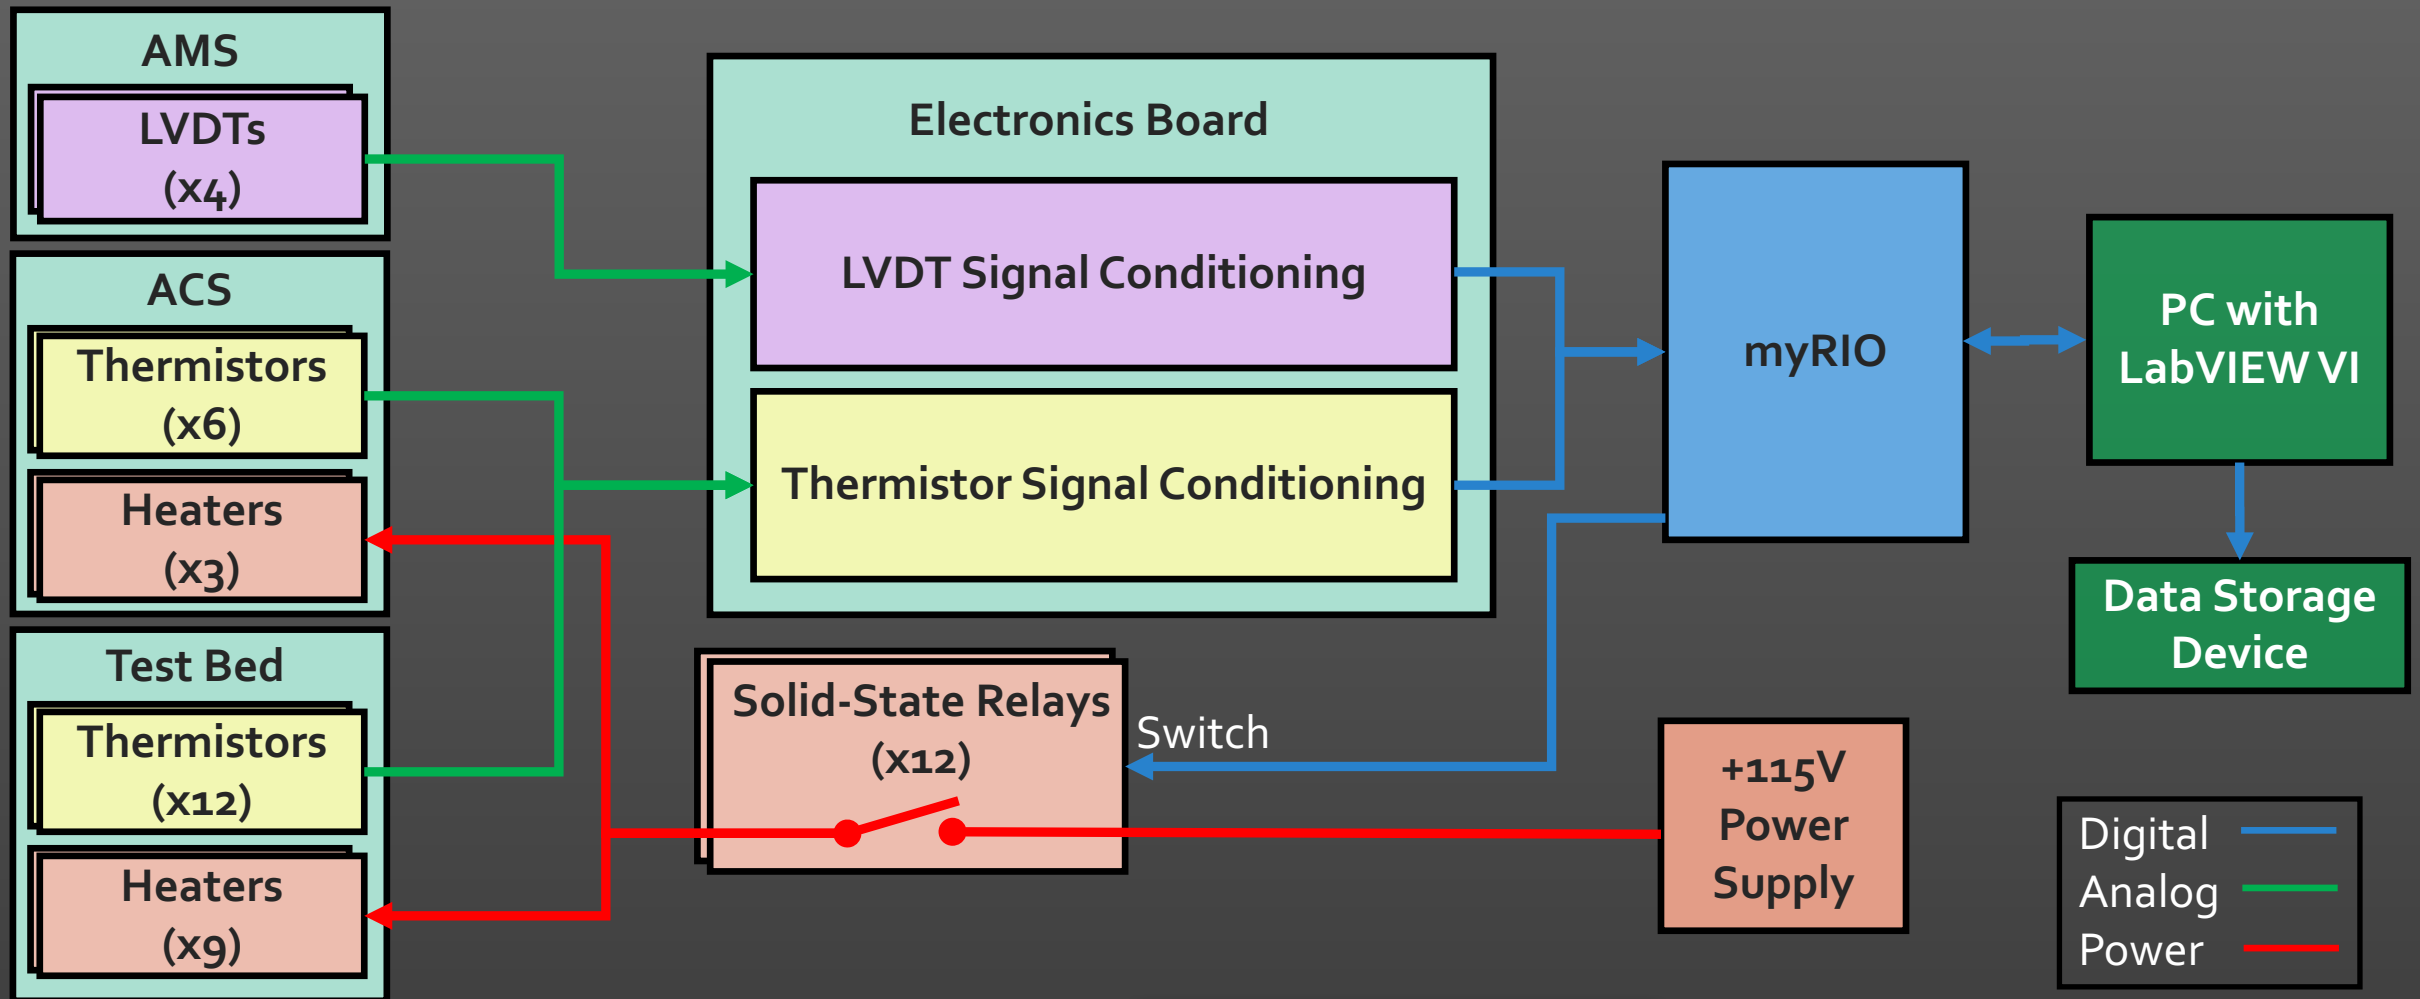 AMS
LVDTs
(x4)
ACS
Thermistors
(x6)
Heaters
(x3)
Test Bed
Thermistors
(x12)
Heaters
(x9)
Electronics Board
LVDT Signal Conditioning
Thermistor Signal Conditioning
Solid-State Relays
(x12)
Switch
myRIO
+115V
Power
Supply
PC with
LabVIEW VI
Data Storage
Device
Digital
Analog
Power